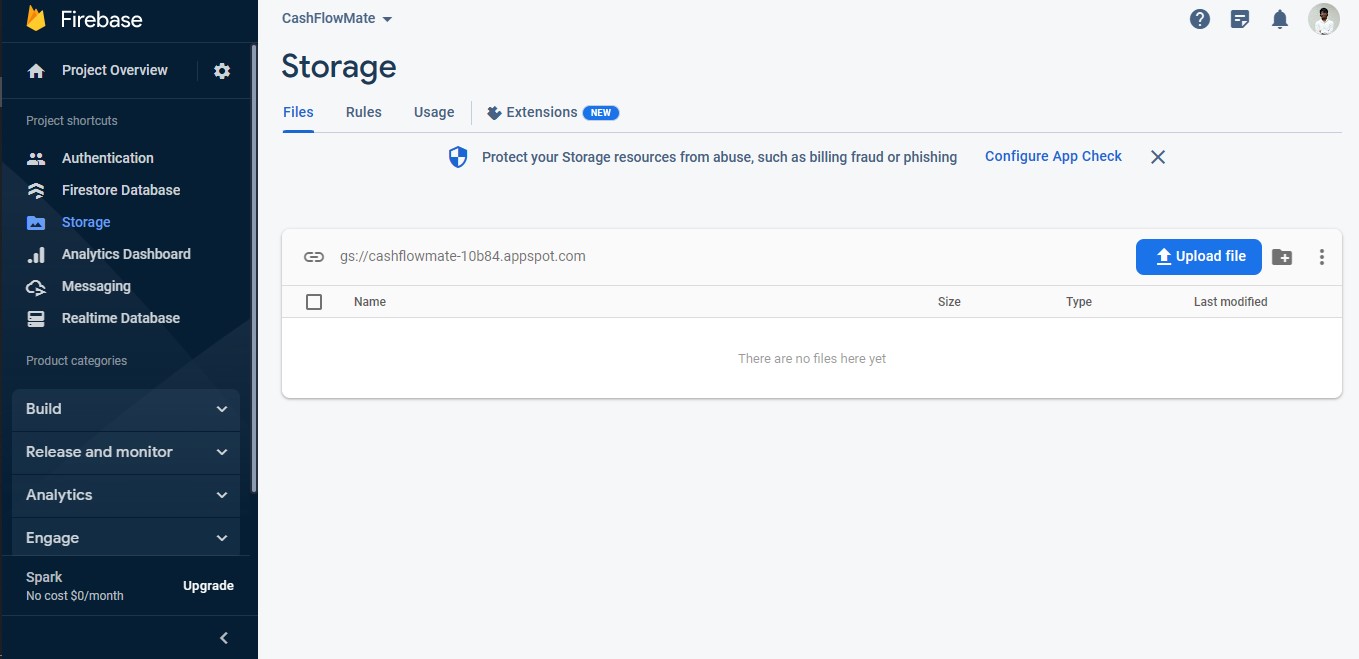 Firebase
Project Overview
Project shortcuts
Authentication
Firestore Database
Storage
Analytics Dashboard
Messaging
Realtime Database
Product categories
Build
Release and monitor
Analytics
Engage
Spark
No cost $0/month
Upgrade
CashFlowMate
Storage
Files Rules Usage Extensions NEW
Protect your Storage resources from abuse, such as billing fraud or phishing Configure App Check
gs://cashflowmate-10b84.appspot.com
Upload file
Name Size Type Last modified
There are no files here yet